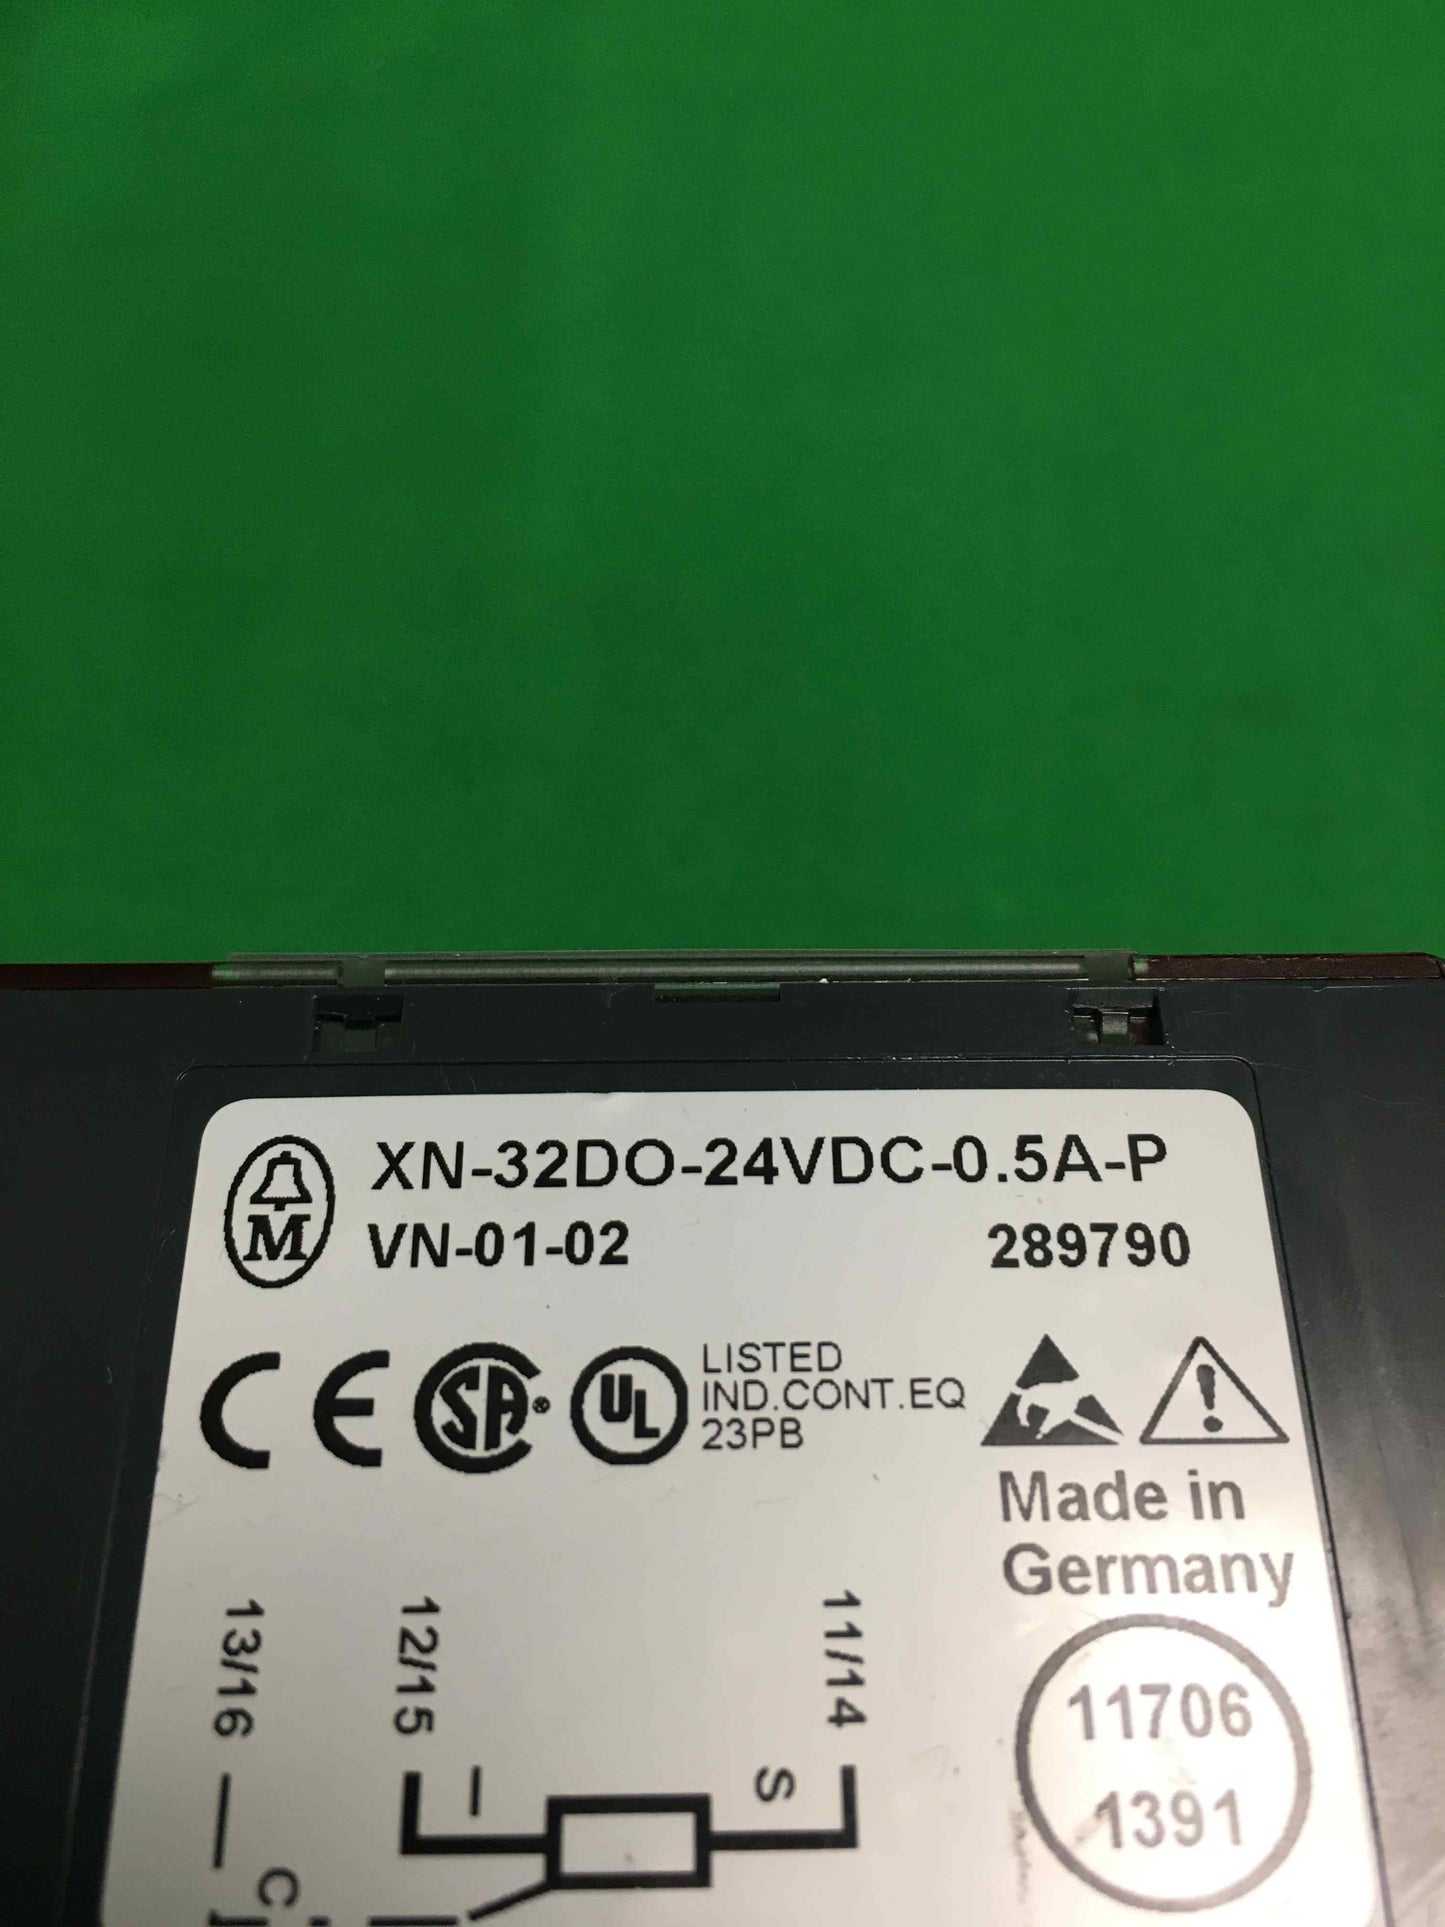 XN-32DO-24VDC-0.5A-P
M
VN-01-02 289790
CE SA® UL LISTED
IND.CONT.EQ
23PB
Made in
Germany
13/16 12/15 11/14
11706
1391
S
C